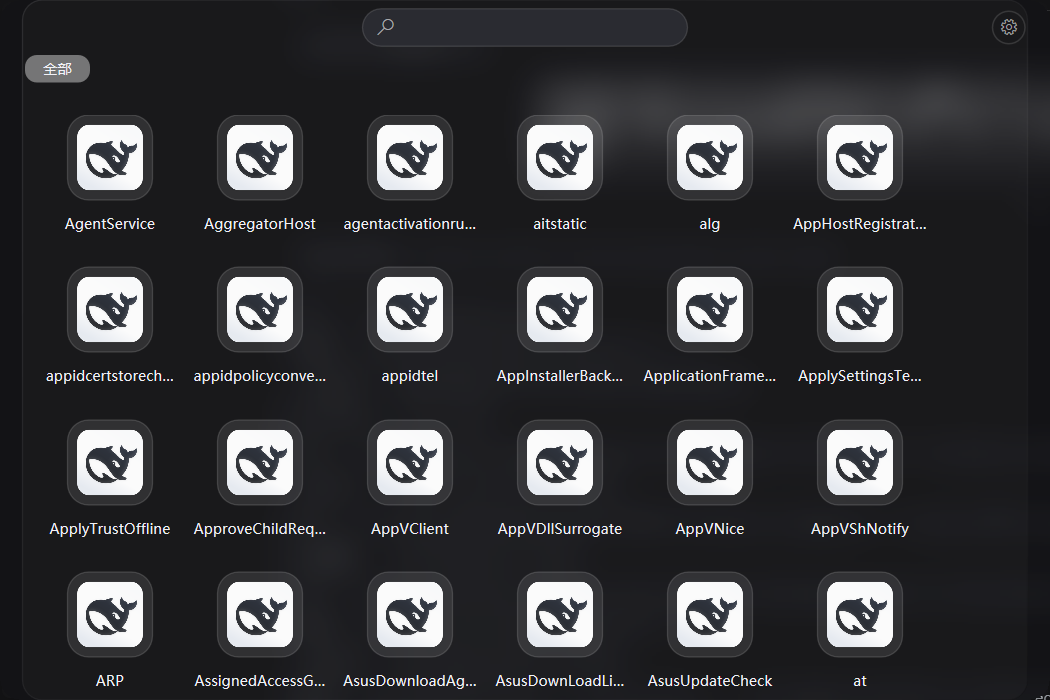 全部
AgentService
AggregatorHost
agentactivationru...
aitstatic
alg
AppHostRegistrat...
appidcertstorech...
appidpolicyconve...
appidtel
AppInstallerBack...
ApplicationFrame...
ApplySettingsTe...
ApplyTrustOffline
ApproveChildReq...
AppVClient
AppVDllSurrogate
AppVNice
AppVShNotify
ARP
AssignedAccessG...
AsusDownloadAg...
AsusDownLoadLi...
AsusUpdateCheck
at